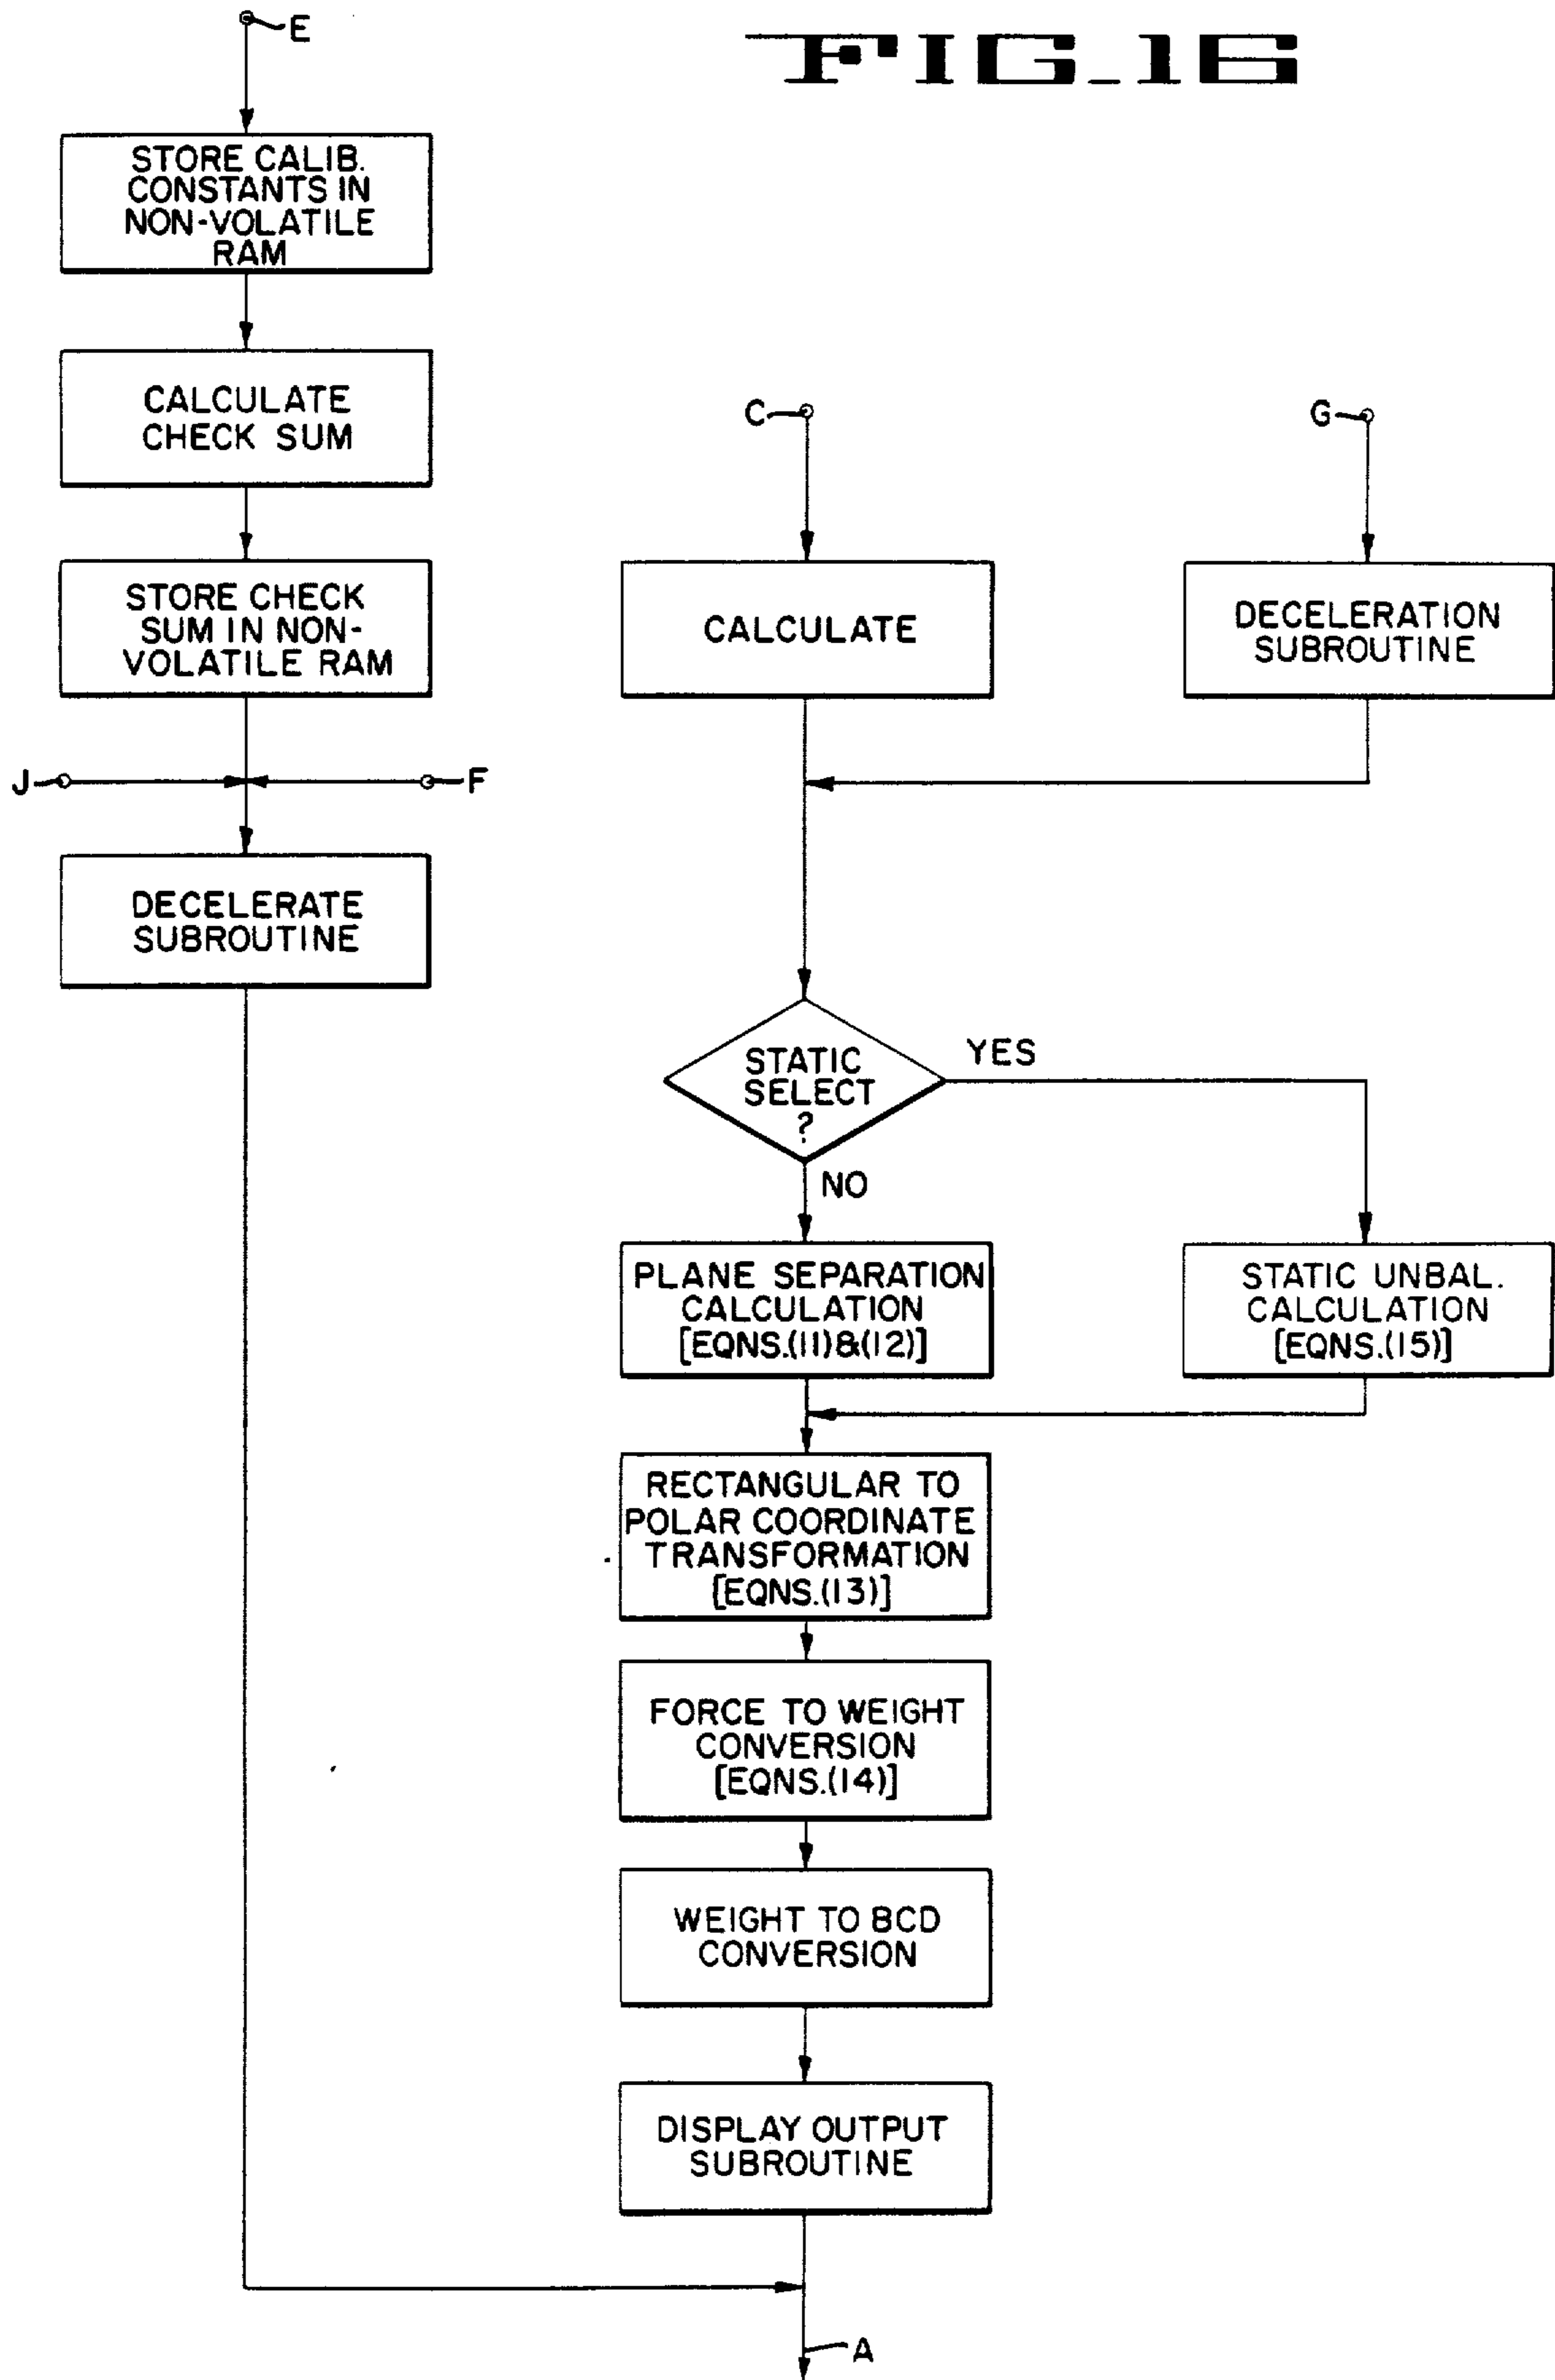 FIG_16
E
STORE CALIB.
CONSTANTS IN
NON-VOLATILE
RAM
CALCULATE
CHECK SUM
STORE CHECK
SUM IN NON-
VOLATILE RAM
J
F
DECELERATE
SUBROUTINE
C
G
CALCULATE
DECELERATION
SUBROUTINE
STATIC
SELECT
?
YES
NO
PLANE SEPARATION
CALCULATION
[EQNS.(11)&(12)]
STATIC UNBAL.
CALCULATION
[EQNS.(15)]
RECTANGULAR TO
POLAR COORDINATE
TRANSFORMATION
[EQNS.(13)]
FORCE TO WEIGHT
CONVERSION
[EQNS.(14)]
WEIGHT TO BCD
CONVERSION
DISPLAY OUTPUT
SUBROUTINE
A